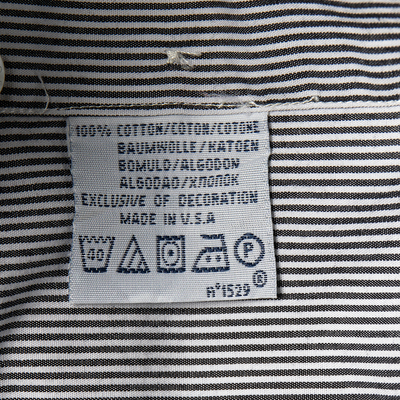 100% COTTON/COTON/COTONE
BAUMWOLLE/KATOEN
BOMULD/ALGODON
ALGODAO/ХЛОПОК
EXCLUSIVE OF DECORATION
MADE IN U.S.A
40 P
n°1529 ®